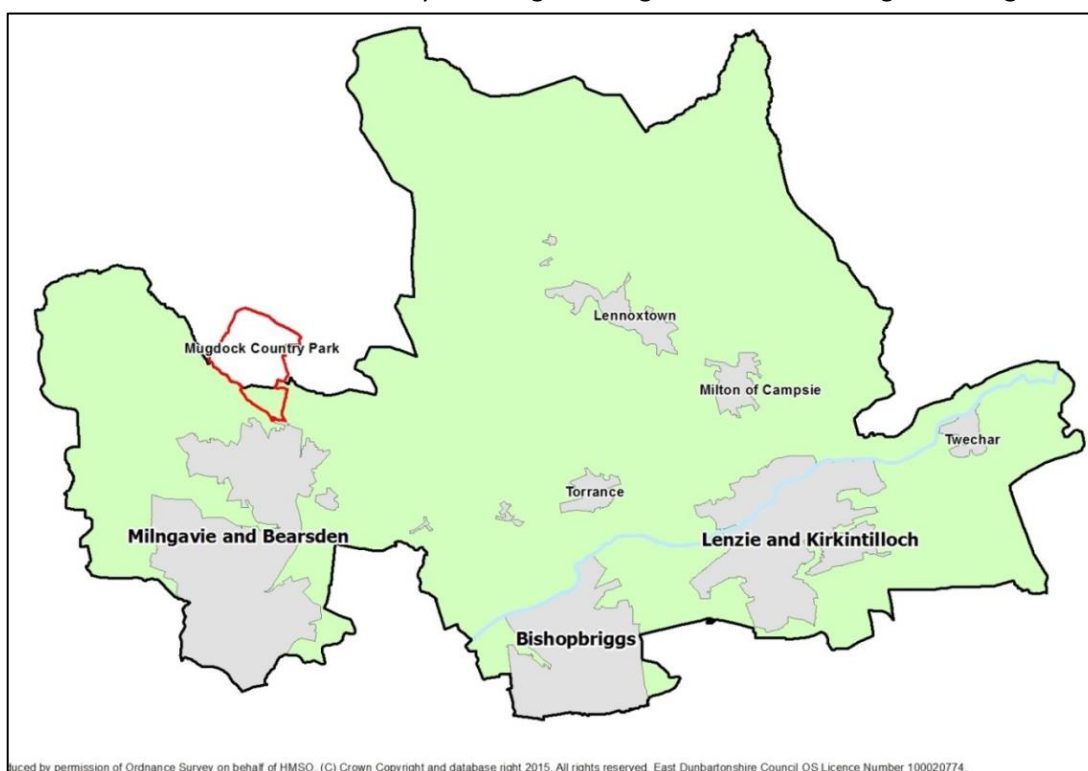 Lennoxtown
Mugdock Country Park
Milton of Campsie
Twechar
Torrance
Milngavie and Bearsden
Lenzie and Kirkintilloch
Bishopbriggs
duced by permission of Ordnance Survey on behalf of HMSO. (C) Crown Copyright and database right 2015. All rights reserved. East Dunbartonshire Council OS Licence Number 100020774.